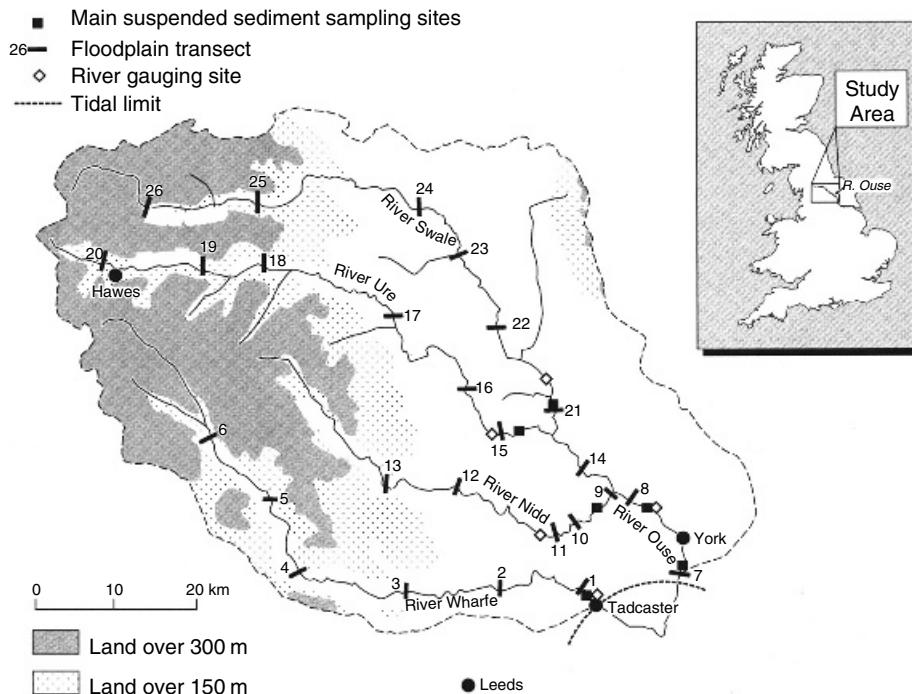 Main suspended sediment sampling sites
26 Floodplain transect
River gauging site
Tidal limit
Study
Area
R. Ouse
26
25
24
River Swale
23
20
19
18
Hawes
River Ure
17
22
16
21
15
6
14
13
12
River Nidd
9
8
5
11
10
River Ouse
York
7
4
3
2
1
River Wharfe
Tadcaster
0 10 20 km
Land over 300 m
Land over 150 m
Leeds